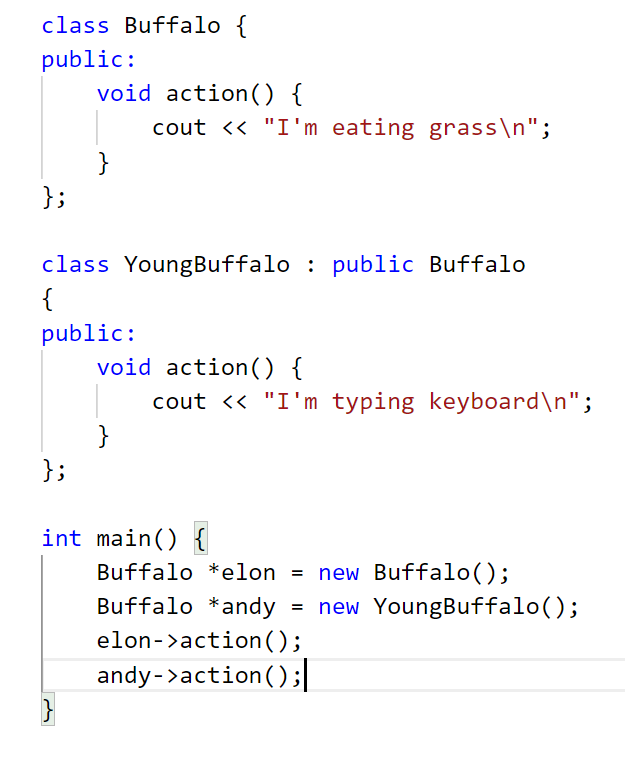 class Buffalo {
public:
    void action() {
        cout << "I'm eating grass\n";
    }
};

class YoungBuffalo : public Buffalo
{
public:
    void action() {
        cout << "I'm typing keyboard\n";
    }
};

int main() {
    Buffalo *elon = new Buffalo();
    Buffalo *andy = new YoungBuffalo();
    elon->action();
    andy->action();
}